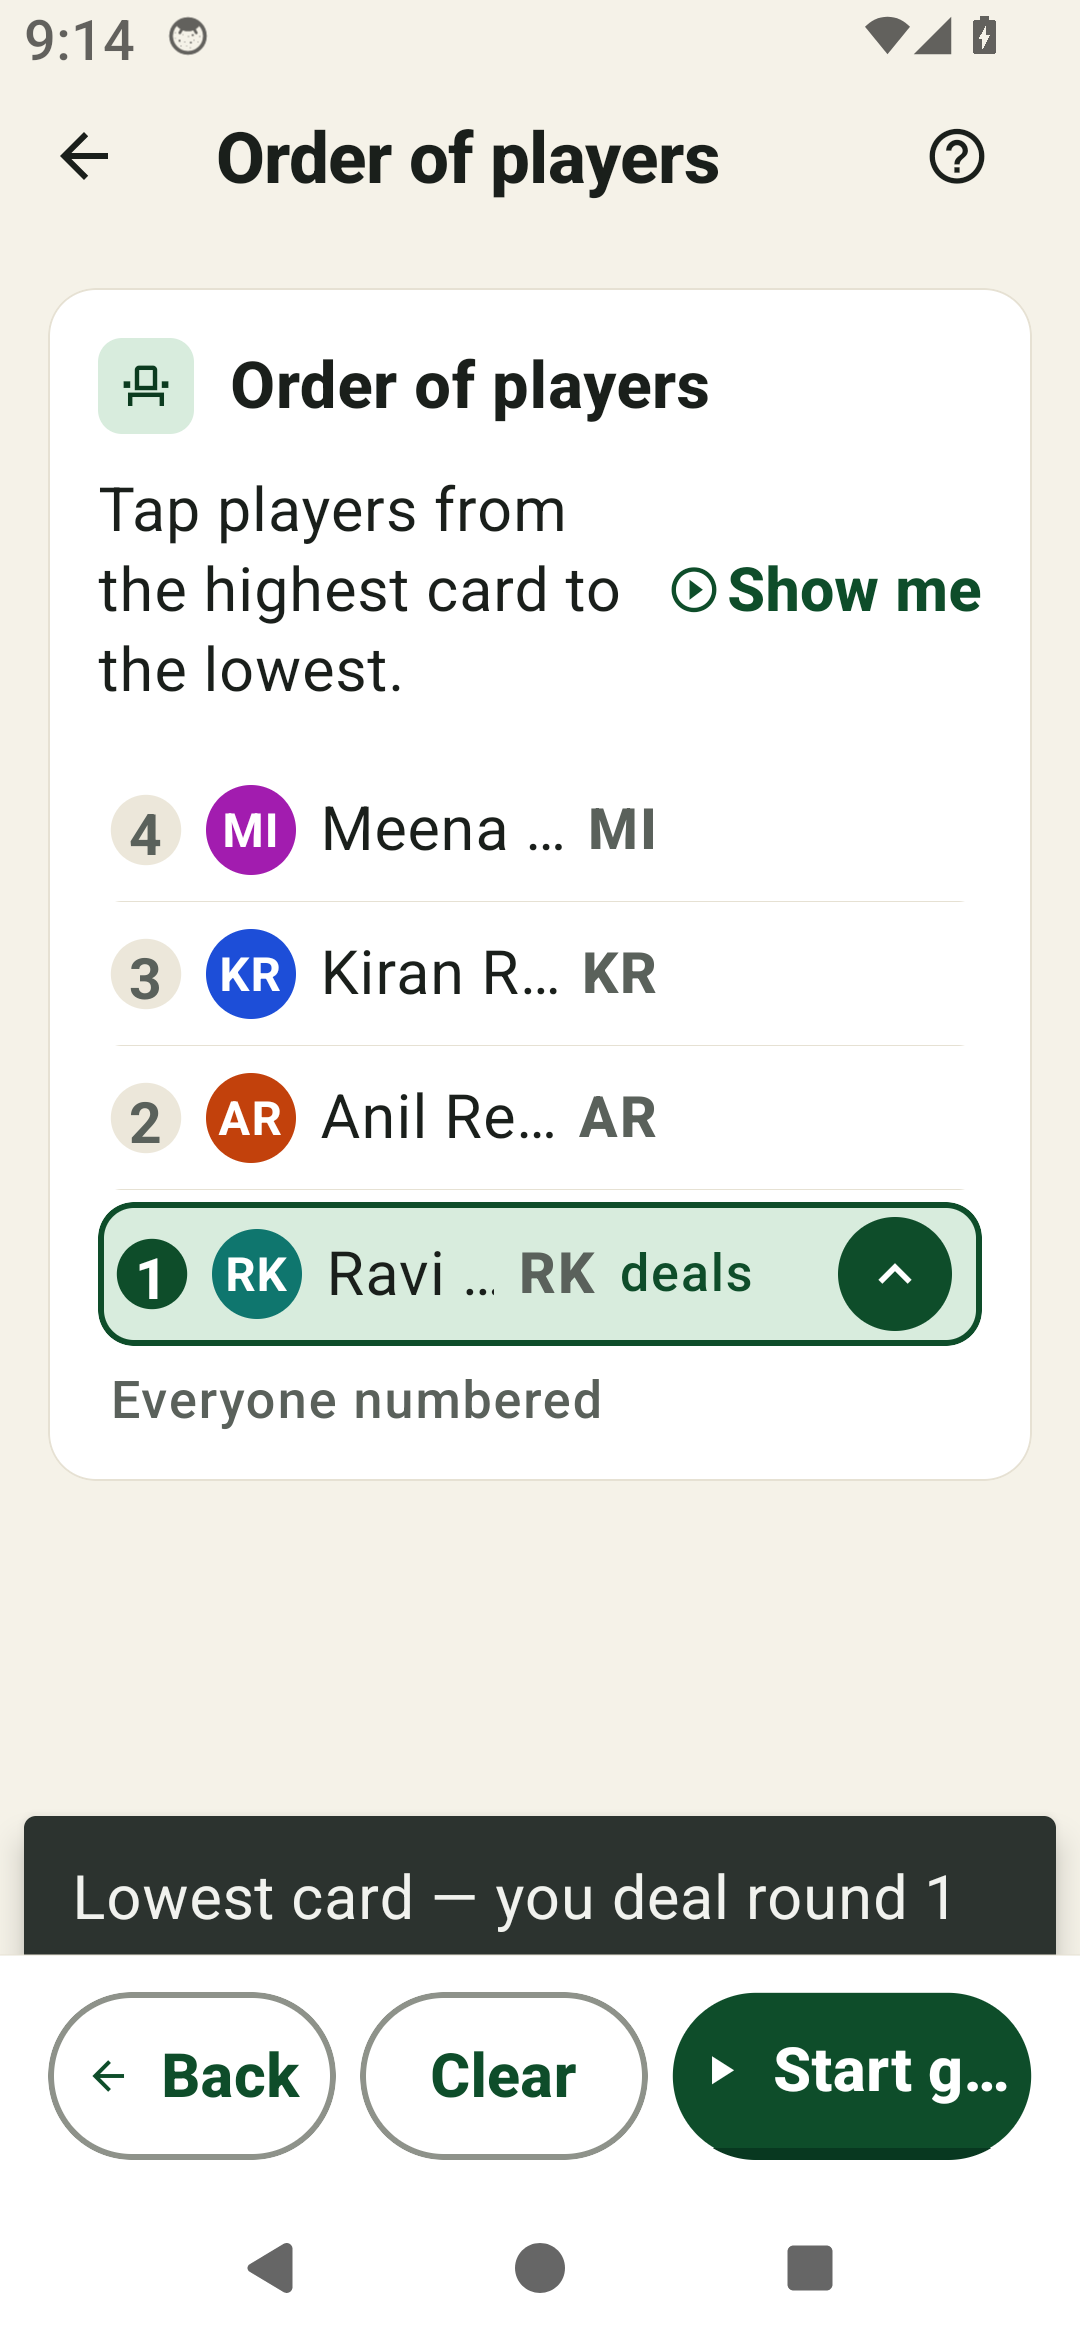 9:14
Order of players
Order of players
Tap players from
the highest card to
the lowest.
Show me
4 MI Meena ... MI
3 KR Kiran R... KR
2 AR Anil Re... AR
1 RK Ravi ... RK deals
Everyone numbered
Lowest card — you deal round 1
Back
Clear
Start g...